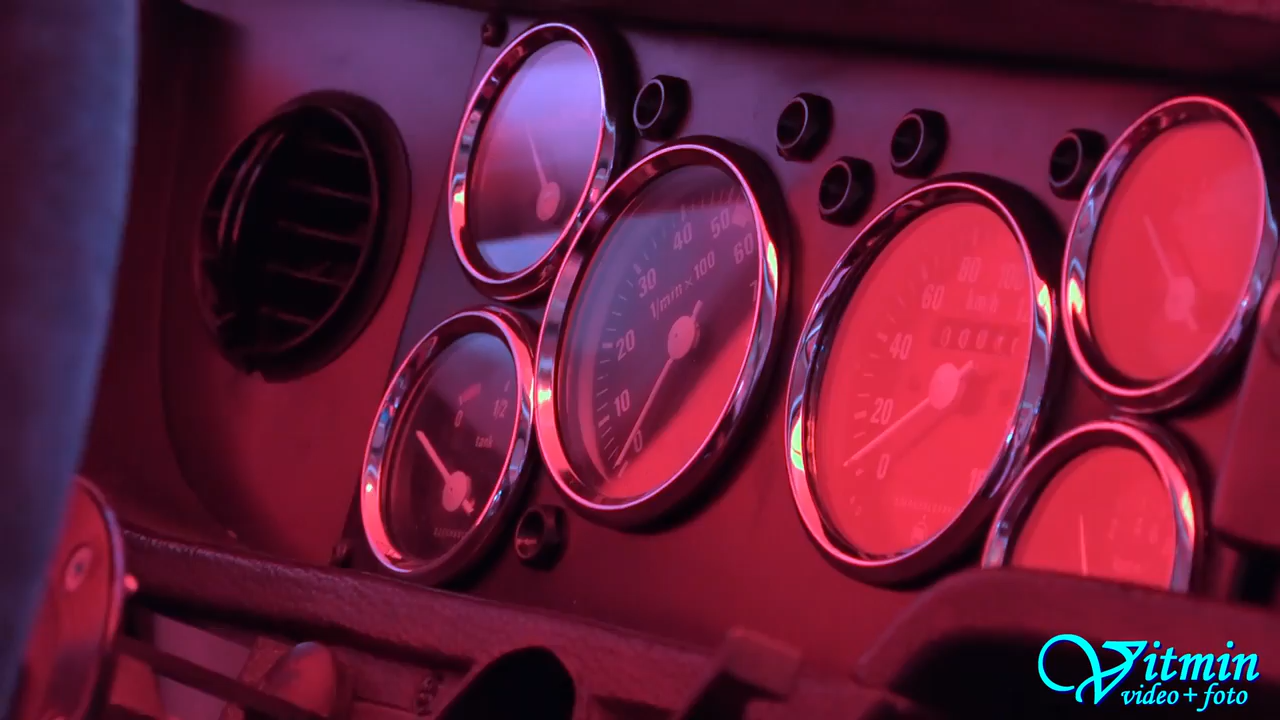 0 10 20 30 40 50 60
1/min x 100
0 20 40 60 80 100
km/h
0 1/2
tank
Vitmin
video+foto